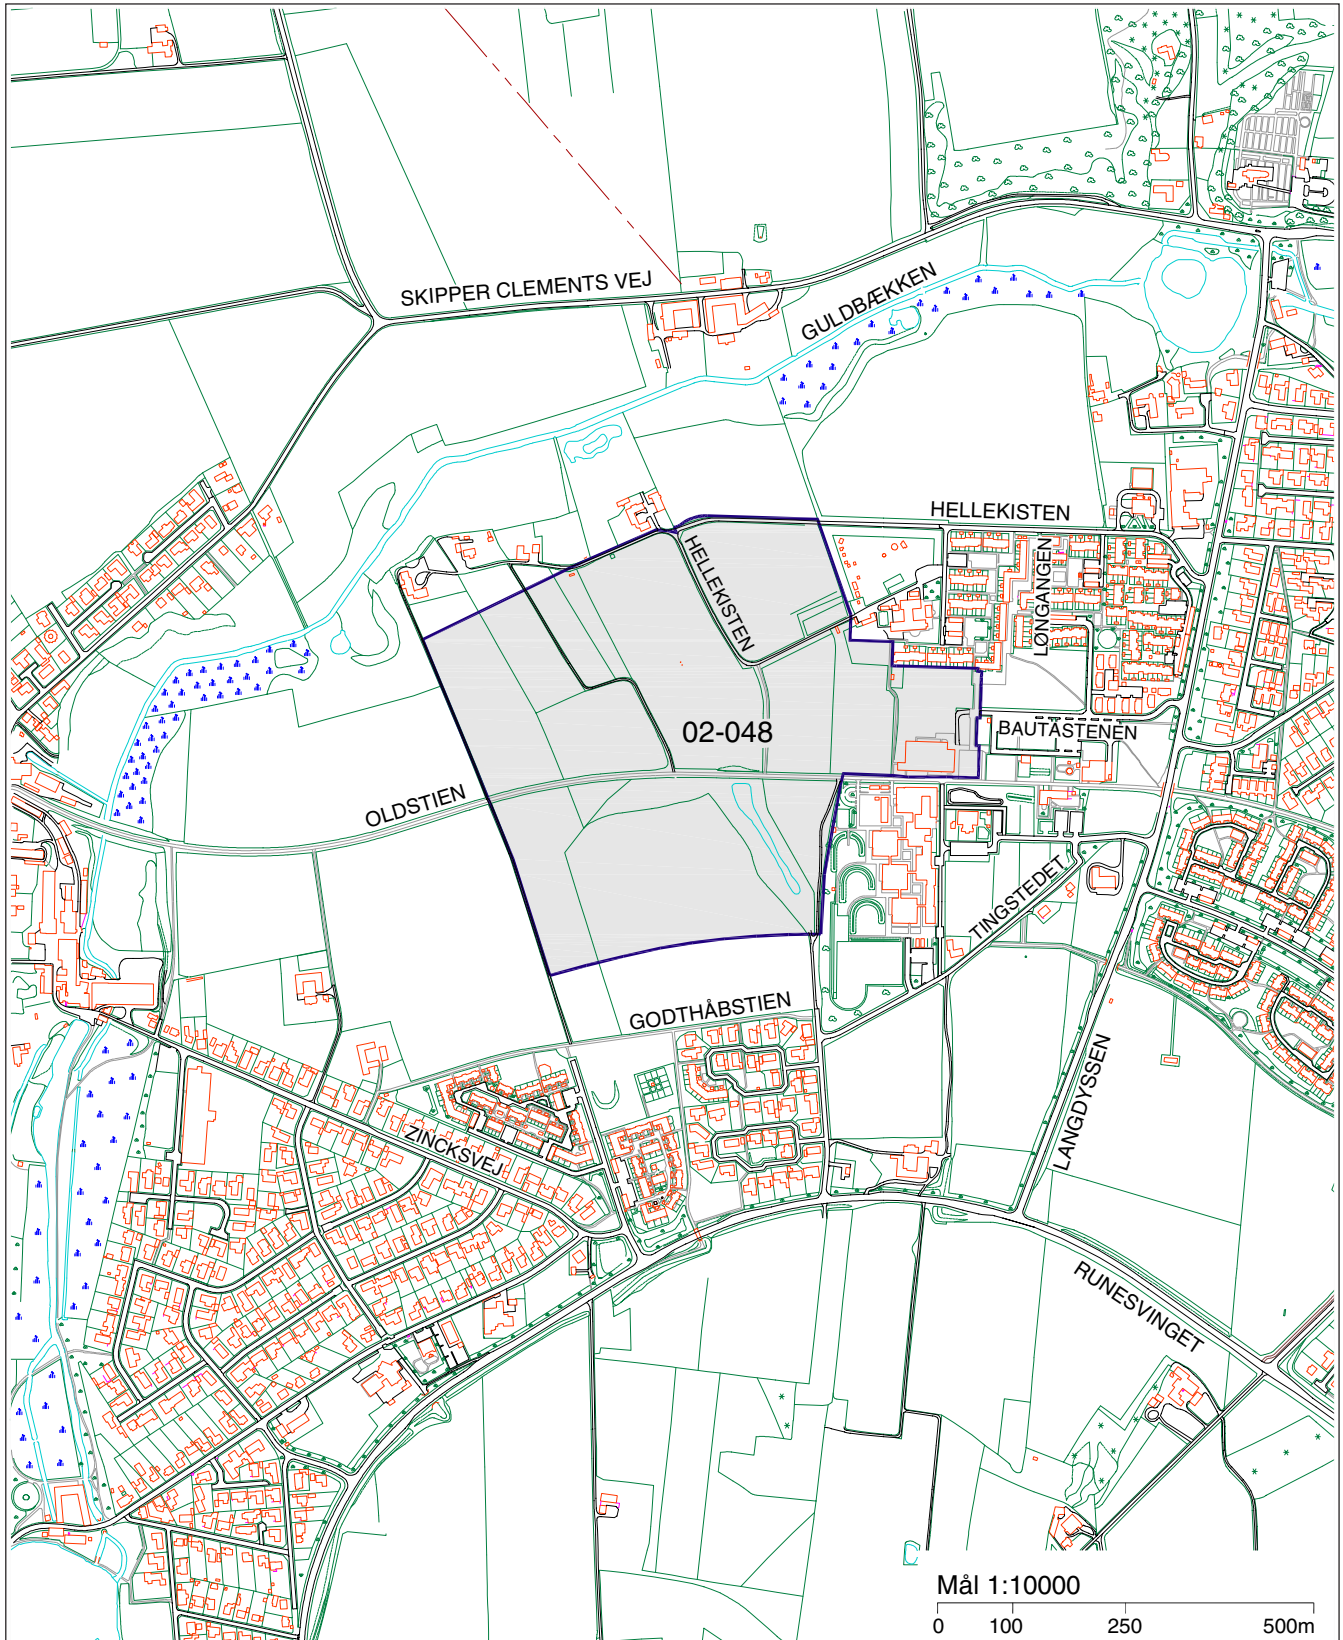 SKIPPER CLEMENTS VEJ
GULDBÆKKEN
HELLEKISTEN
HELLEKISTEN
LØNGANGEN
02-048
BAUTASTENEN
OLDSTIEN
TINGSTEDET
GODTHÅBSTIEN
LANGDYSSEN
ZINCKSVEJ
RUNESVINGET
Mål 1:10000
0 100 250 500m